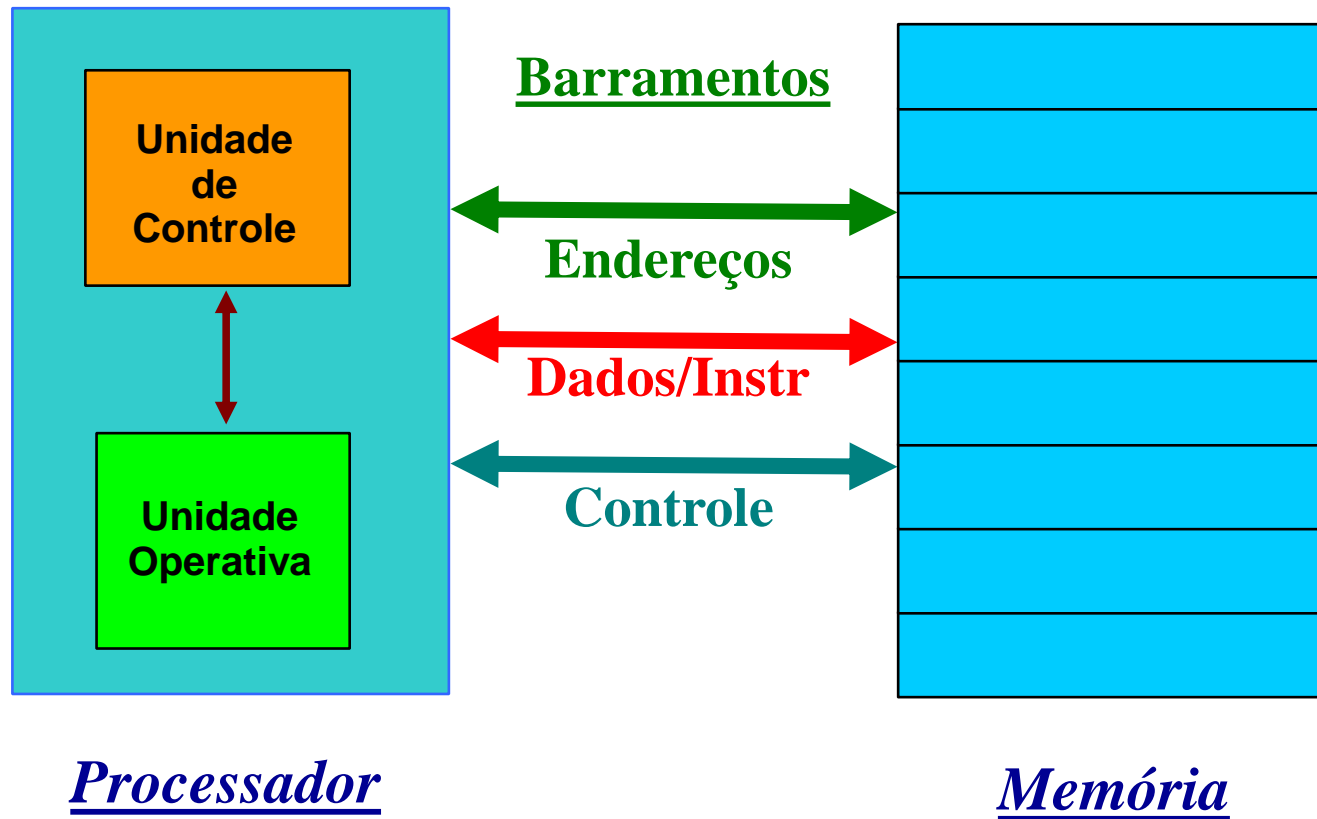 Barramentos
Unidade
de
Controle
Endereços
Dados/Instr
Controle
Unidade
Operativa
Processador
Memória